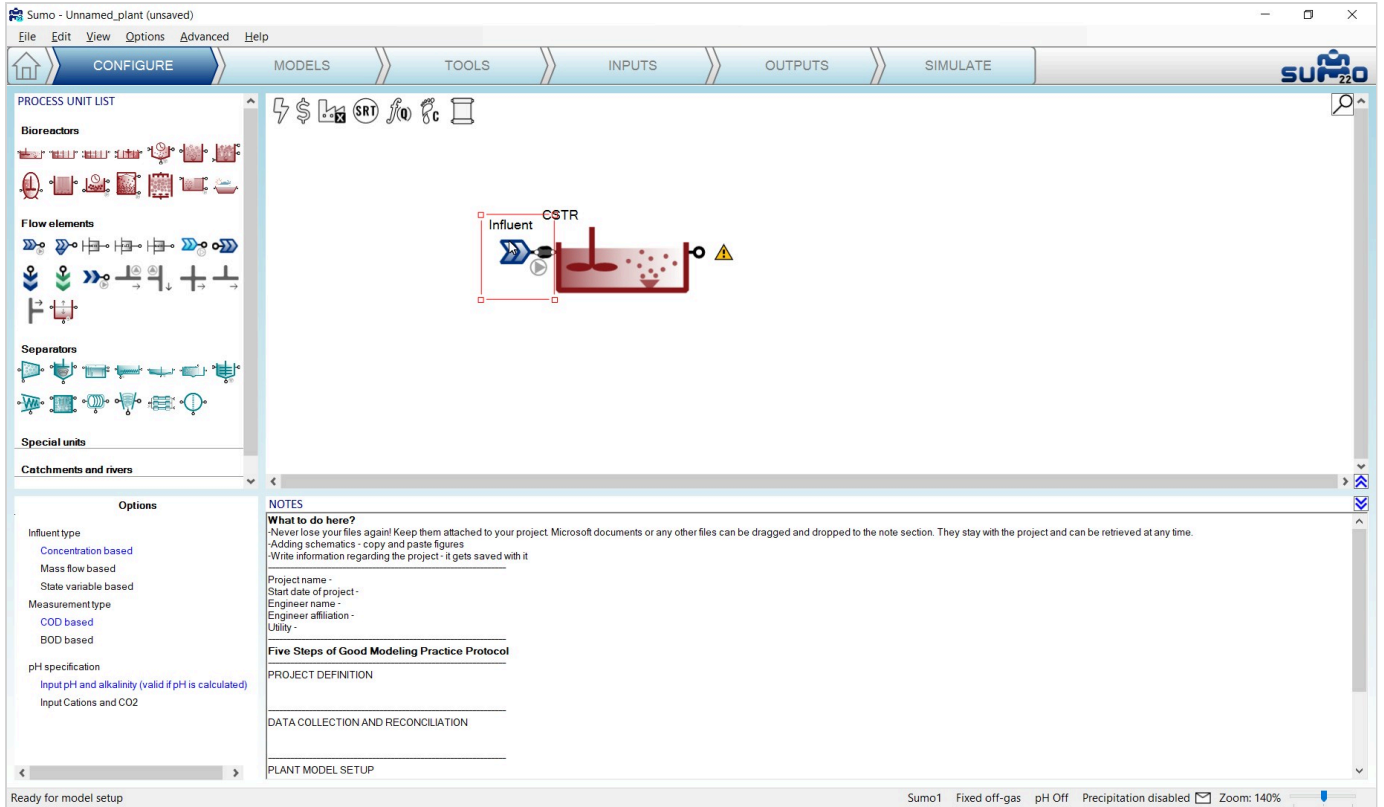 Sumo - Unnamed_plant (unsaved)
File Edit View Options Advanced Help
CONFIGURE MODELS TOOLS INPUTS OUTPUTS SIMULATE
SUMO 22
PROCESS UNIT LIST
Bioreactors
Flow elements
Separators
Special units
Catchments and rivers
$ x SRT f(Q) C
CSTR
Influent
Options
Influent type
Concentration based
Mass flow based
State variable based
Measurement type
COD based
BOD based
pH specification
Input pH and alkalinity (valid if pH is calculated)
Input Cations and CO2
NOTES
What to do here?
-Never lose your files again! Keep them attached to your project. Microsoft documents or any other files can be dragged and dropped to the note section. They stay with the project and can be retrieved at any time.
-Adding schematics - copy and paste figures
-Write information regarding the project - it gets saved with it
Project name -
Start date of project -
Engineer name -
Engineer affiliation -
Utility -
Five Steps of Good Modeling Practice Protocol
PROJECT DEFINITION
DATA COLLECTION AND RECONCILIATION
PLANT MODEL SETUP
Ready for model setup
Sumo1 Fixed off-gas pH Off Precipitation disabled Zoom: 140%